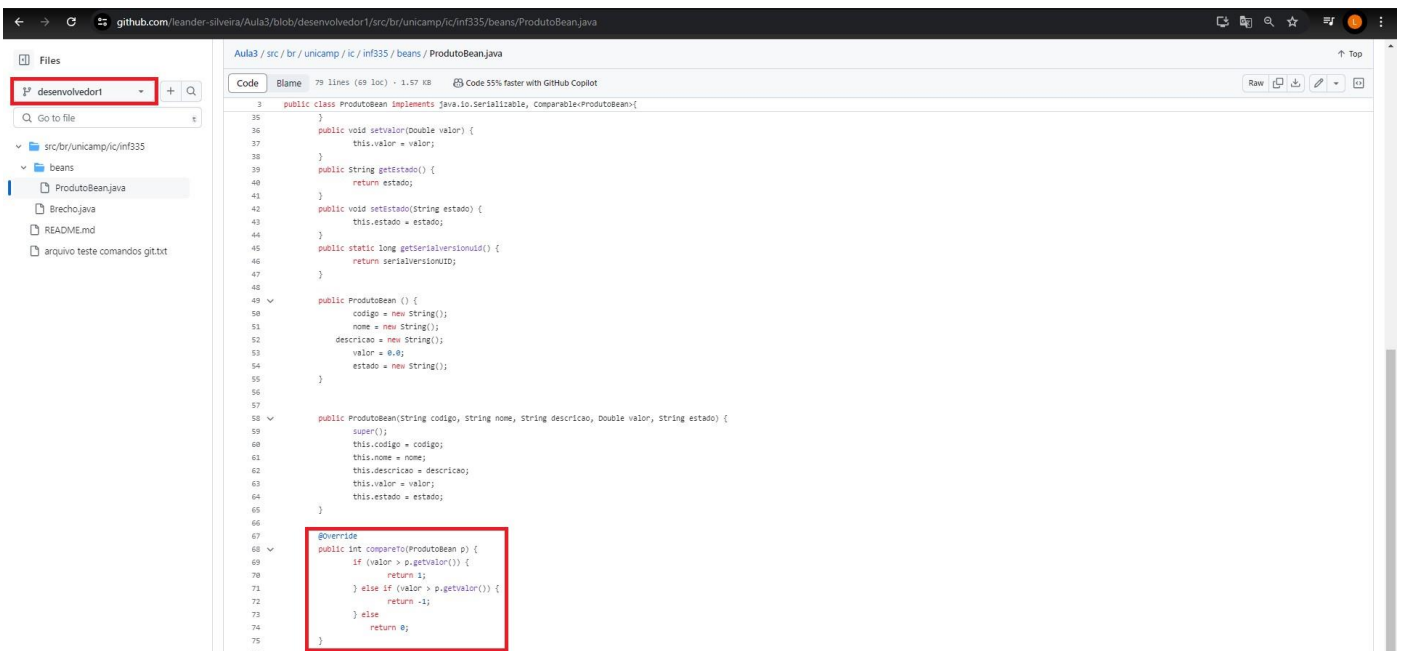 github.com/leander-silveira/Aula3/blob/desenvolvedor1/src/br/unicamp/ic/inf335/beans/ProdutoBean.java
L
Files
desenvolvedor1
Go to file
t
src/br/unicamp/ic/inf335
beans
ProdutoBean.java
Brecho.java
README.md
arquivo teste comandos git.txt
Aula3 / src / br / unicamp / ic / inf335 / beans / ProdutoBean.java
Top
Code Blame 79 lines (69 loc) · 1.57 KB Code 55% faster with GitHub Copilot
Raw
3 public class ProdutoBean implements java.io.Serializable, Comparable<ProdutoBean>{
35 }
36 public void setValor(Double valor) {
37 this.valor = valor;
38 }
39 public String getEstado() {
40 return estado;
41 }
42 public void setEstado(String estado) {
43 this.estado = estado;
44 }
45 public static long getSerialversionuid() {
46 return serialVersionUID;
47 }
48
49 public ProdutoBean () {
50 codigo = new String();
51 nome = new String();
52 descricao = new String();
53 valor = 0.0;
54 estado = new String();
55 }
56
57
58 public ProdutoBean(String codigo, String nome, String descricao, Double valor, String estado) {
59 super();
60 this.codigo = codigo;
61 this.nome = nome;
62 this.descricao = descricao;
63 this.valor = valor;
64 this.estado = estado;
65 }
66
67 @Override
68 public int compareTo(ProdutoBean p) {
69 if (valor > p.getValor()) {
70 return 1;
71 } else if (valor > p.getValor()) {
72 return -1;
73 } else
74 return 0;
75 }